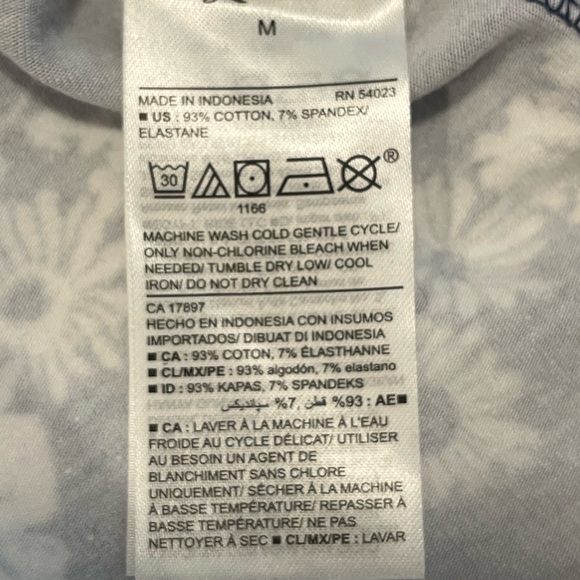 M
MADE IN INDONESIA RN 54023
■ US : 93% COTTON, 7% SPANDEX/
ELASTANE
30
®
1166
MACHINE WASH COLD GENTLE CYCLE/
ONLY NON-CHLORINE BLEACH WHEN
NEEDED/ TUMBLE DRY LOW/ COOL
IRON/ DO NOT DRY CLEAN
CA 17897
HECHO EN INDONESIA CON INSUMOS
IMPORTADOS/ DIBUAT DI INDONESIA
■ CA : 93% COTON, 7% ÉLASTHANNE
■ CL/MX/PE : 93% algodón, 7% elastano
■ ID : 93% KAPAS, 7% SPANDEKS
■AE : 93% قطن, 7% سباندیکس
■ CA : LAVER À LA MACHINE À L'EAU
FROIDE AU CYCLE DÉLICAT/ UTILISER
AU BESOIN UN AGENT DE
BLANCHIMENT SANS CHLORE
UNIQUEMENT/ SÉCHER À LA MACHINE
À BASSE TEMPÉRATURE/ REPASSER À
BASSE TEMPÉRATURE/ NE PAS
NETTOYER À SEC ■ CL/MX/PE : LAVAR